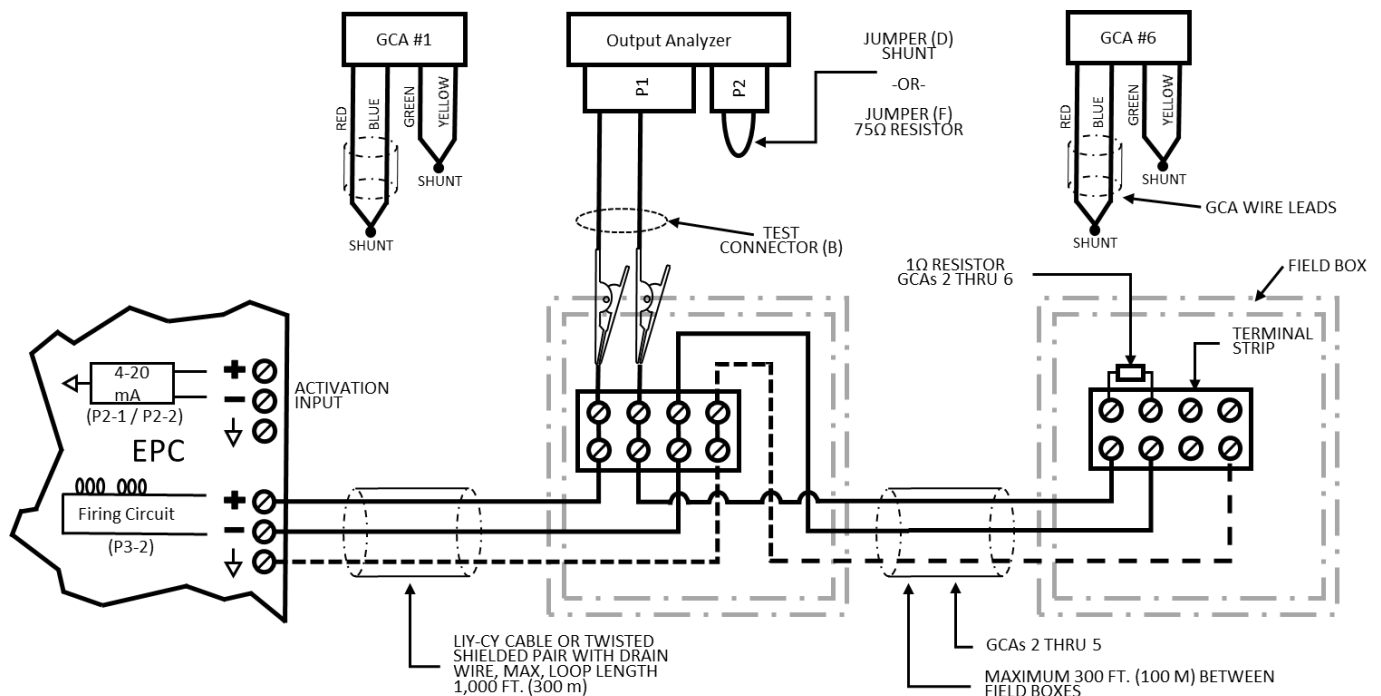 GCA #1
RED
BLUE
GREEN
YELLOW
SHUNT
SHUNT
Output Analyzer
P1
P2
JUMPER (D)
SHUNT
-OR-
JUMPER (F)
75Ω RESISTOR
GCA #6
RED
BLUE
GREEN
YELLOW
SHUNT
SHUNT
GCA WIRE LEADS
TEST
CONNECTOR (B)
1Ω RESISTOR
GCAs 2 THRU 6
FIELD BOX
TERMINAL
STRIP
4-20
mA
(P2-1 / P2-2)
+
−
ACTIVATION
INPUT
EPC
Firing Circuit
(P3-2)
+
−
LIY-CY CABLE OR TWISTED
SHIELDED PAIR WITH DRAIN
WIRE, MAX, LOOP LENGTH
1,000 FT. (300 m)
GCAs 2 THRU 5
MAXIMUM 300 FT. (100 M) BETWEEN
FIELD BOXES